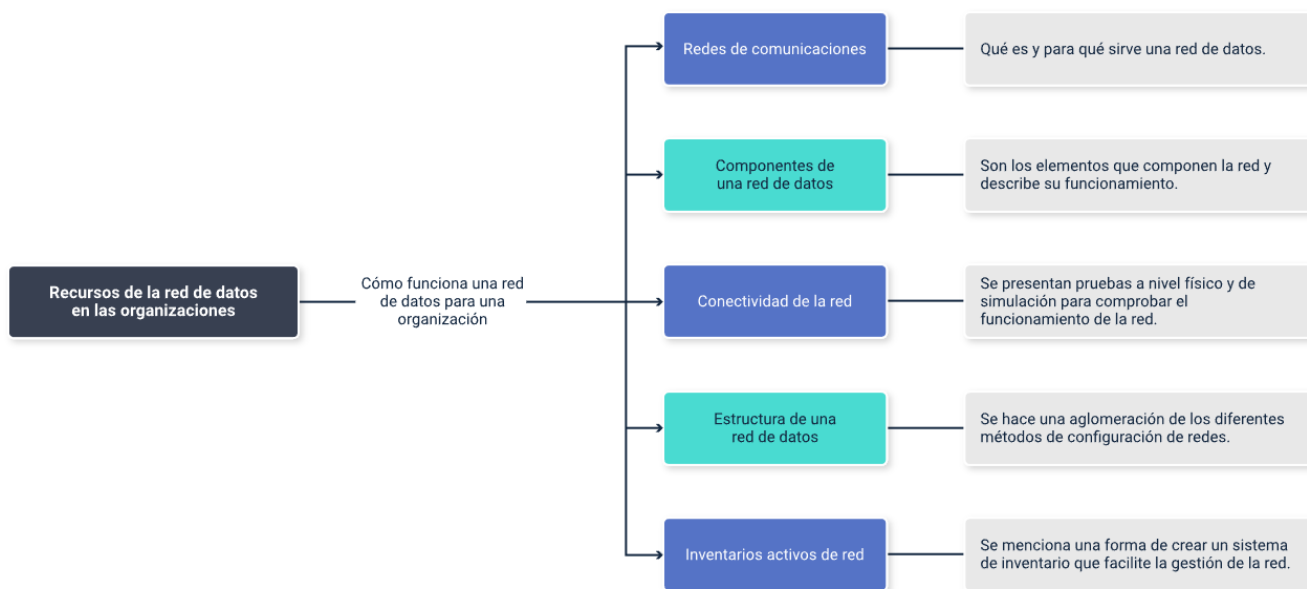 Recursos de la red de datos
en las organizaciones
Cómo funciona una red
de datos para una
organización
Redes de comunicaciones
Qué es y para qué sirve una red de datos.
Componentes de
una red de datos
Son los elementos que componen la red y
describe su funcionamiento.
Conectividad de la red
Se presentan pruebas a nivel físico y de
simulación para comprobar el
funcionamiento de la red.
Estructura de una
red de datos
Se hace una aglomeración de los diferentes
métodos de configuración de redes.
Inventarios activos de red
Se menciona una forma de crear un sistema
de inventario que facilite la gestión de la red.